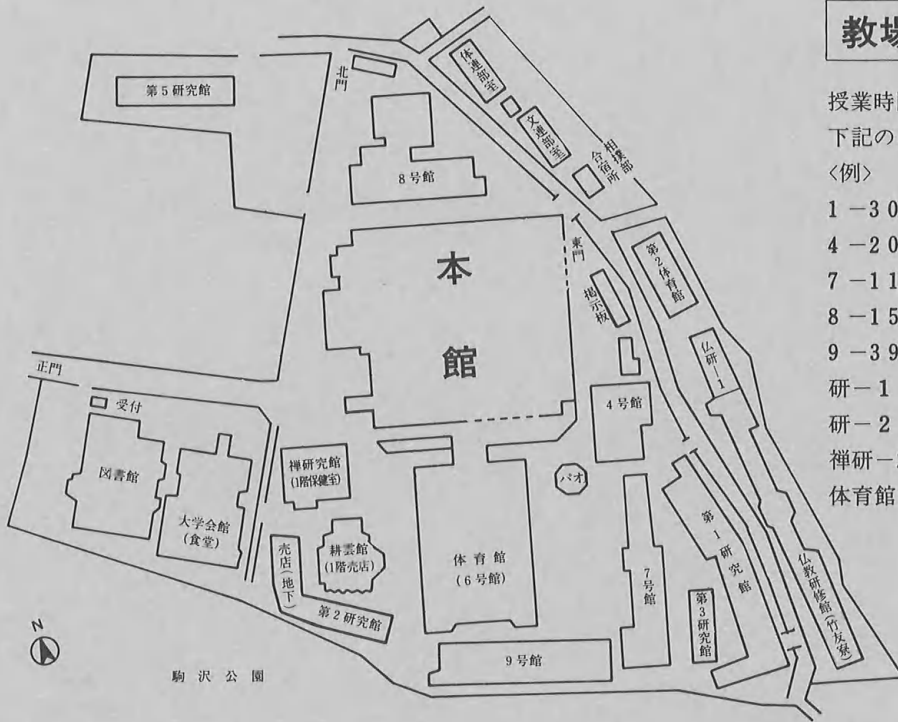 第5研究館
北門
8号館
体連部室
文連部室
相撲部
合宿所
本
館
東門
掲示板
第2体育館
仏研-1
4号館
正門
受付
図書館
大学会館
(食堂)
禅研究館
(1階保健室)
耕雲館
(1階売店)
売店(地下)
第2研究館
体育館
(6号館)
パオ
7号館
第1研究館
第3研究館
仏教研修館(竹友寮)
9号館
N
駒沢公園
教場
授業時
下記の
<例>
1-30
4-20
7-11
8-15
9-39
研-1
研-2
禅研-
体育館